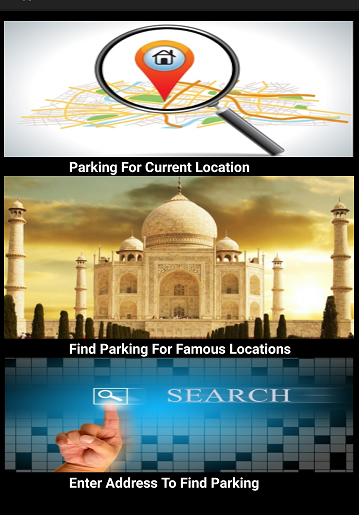 Parking For Current Location
Find Parking For Famous Locations
SEARCH
Enter Address To Find Parking